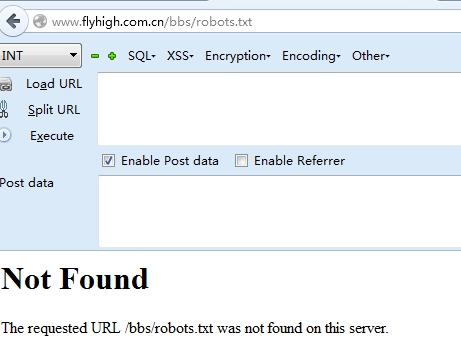 www.flyhigh.com.cn/bbs/robots.txt
INT SQL- XSS- Encryption- Encoding- Other-
Load URL
Split URL
Execute
Enable Post data Enable Referrer
Post data
Not Found
The requested URL /bbs/robots.txt was not found on this server.